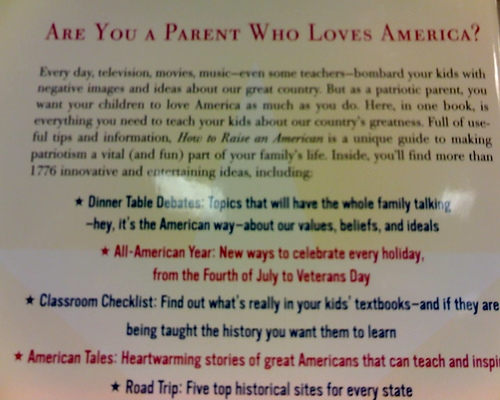 ARE YOU A PARENT WHO LOVES AMERICA?
Every day, television, movies, music—even some teachers—bombard your kids with
negative images and ideas about our great country. But as a patriotic parent, you
want your children to love America as much as you do. Here, in one book, is
everything you need to teach your kids about our country's greatness. Full of use-
ful tips and information, How to Raise an American is a unique guide to making
patriotism a vital (and fun) part of your family's life. Inside, you'll find more than
1776 innovative and entertaining ideas, including:
★ Dinner Table Debates: Topics that will have the whole family talking
—hey, it's the American way—about our values, beliefs, and ideals
★ All-American Year: New ways to celebrate every holiday,
from the Fourth of July to Veterans Day
★ Classroom Checklist: Find out what's really in your kids' textbooks—and if they are
being taught the history you want them to learn
★ American Tales: Heartwarming stories of great Americans that can teach and inspi
★ Road Trip: Five top historical sites for every state